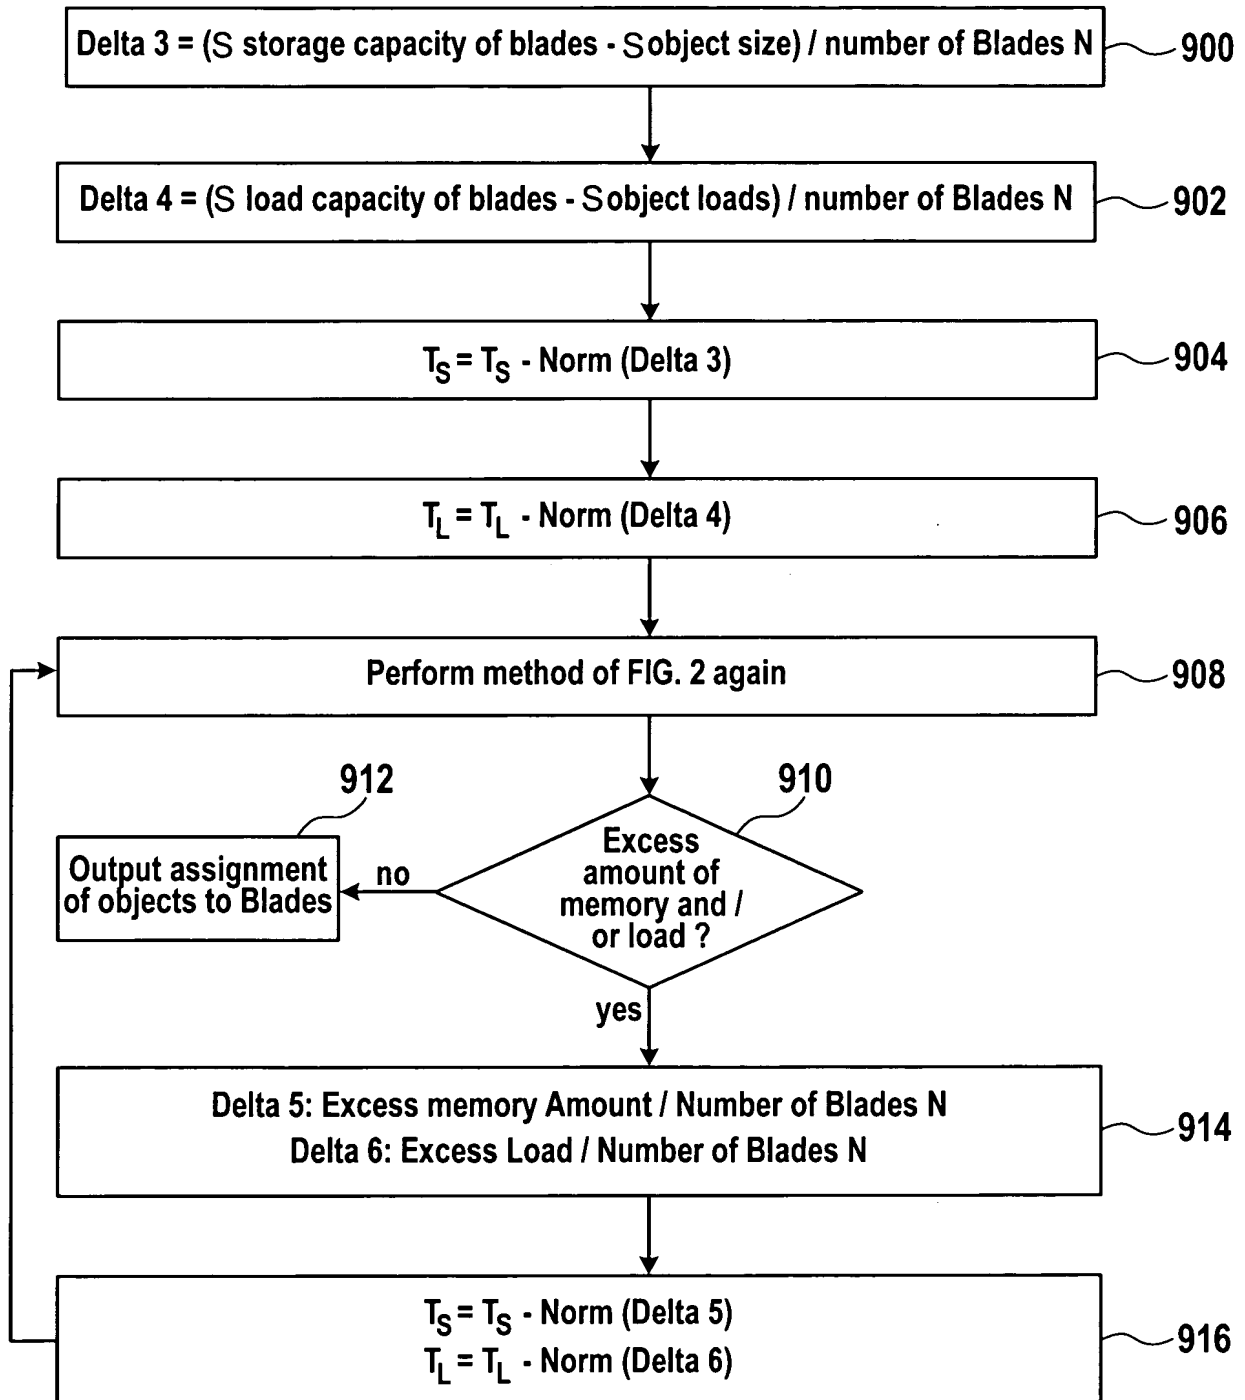 Delta 3 = (S storage capacity of blades - S object size) / number of Blades N
900
Delta 4 = (S load capacity of blades - S object loads) / number of Blades N
902
TS = TS - Norm (Delta 3)
904
TL = TL - Norm (Delta 4)
906
Perform method of FIG. 2 again
908
912
910
Output assignment
of objects to Blades
no
Excess
amount of
memory and /
or load ?
yes
Delta 5: Excess memory Amount / Number of Blades N
Delta 6: Excess Load / Number of Blades N
914
TS = TS - Norm (Delta 5)
TL = TL - Norm (Delta 6)
916